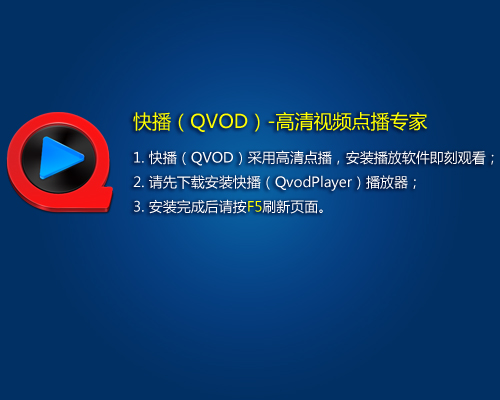 快播（QVOD）-高清视频点播专家
1. 快播（QVOD）采用高清点播，安装播放软件即刻观看；
2. 请先下载安装快播（QvodPlayer）播放器；
3. 安装完成后请按F5刷新页面。